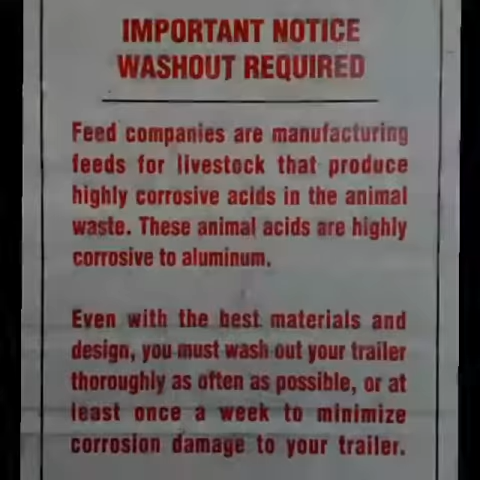 IMPORTANT NOTICE
WASHOUT REQUIRED
Feed companies are manufacturing
feeds for livestock that produce
highly corrosive acids in the animal
waste. These animal acids are highly
corrosive to aluminum.
Even with the best materials and
design, you must wash out your trailer
thoroughly as often as possible, or at
least once a week to minimize
corrosion damage to your trailer.